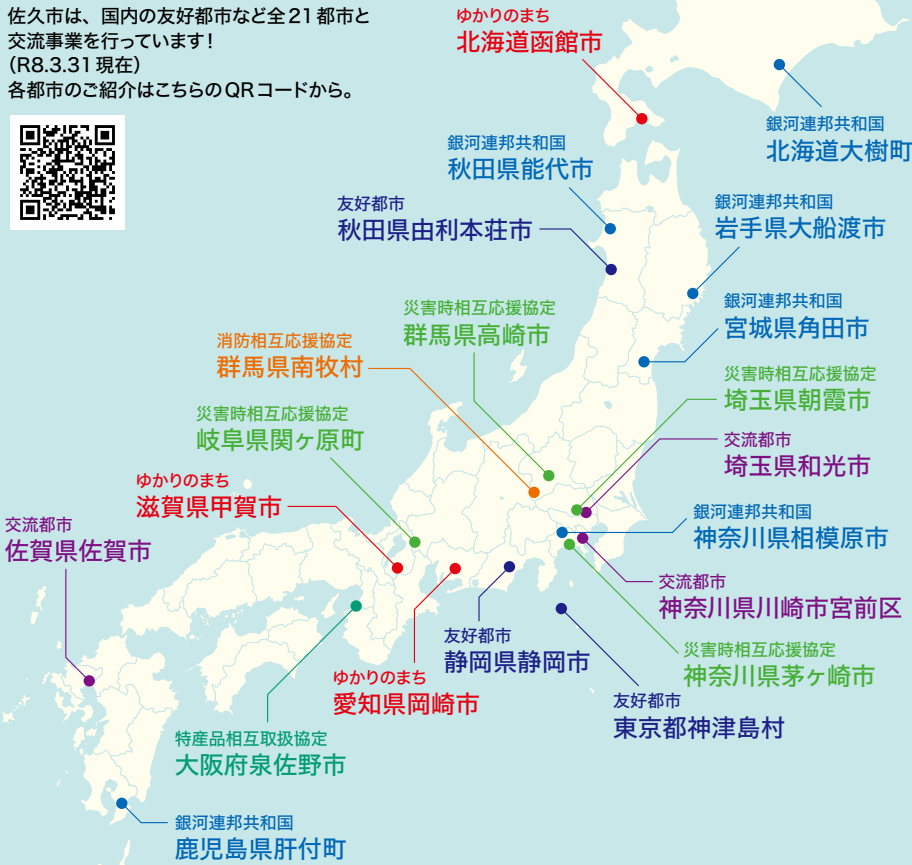 佐久市は、国内の友好都市など全21都市と
交流事業を行っています！
（R8.3.31現在）
各都市のご紹介はこちらのQRコードから。
ゆかりのまち
北海道函館市
銀河連邦共和国
北海道大樹町
銀河連邦共和国
秋田県能代市
友好都市
秋田県由利本荘市
銀河連邦共和国
岩手県大船渡市
銀河連邦共和国
宮城県角田市
災害時相互応援協定
群馬県高崎市
消防相互応援協定
群馬県南牧村
災害時相互応援協定
埼玉県朝霞市
災害時相互応援協定
岐阜県関ヶ原町
交流都市
埼玉県和光市
ゆかりのまち
滋賀県甲賀市
銀河連邦共和国
神奈川県相模原市
交流都市
佐賀県佐賀市
交流都市
神奈川県川崎市宮前区
友好都市
静岡県静岡市
災害時相互応援協定
神奈川県茅ヶ崎市
ゆかりのまち
愛知県岡崎市
友好都市
東京都神津島村
特産品相互取扱協定
大阪府泉佐野市
銀河連邦共和国
鹿児島県肝付町